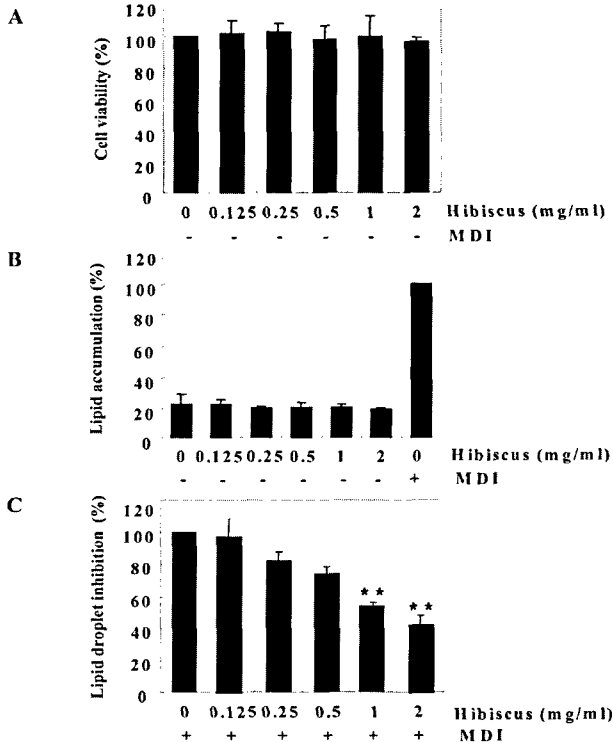 A
Cell viability (%)
120
100
80
60
40
20
0
0 0.125 0.25 0.5 1 2 Hibiscus (mg/ml)
- - - - - - MDI
B
Lipid accumulation (%)
120
100
80
60
40
20
0
0 0.125 0.25 0.5 1 2 0 Hibiscus (mg/ml)
- - - - - - + MDI
C
Lipid droplet inhibition (%)
120
100
80
60
40
20
0
** **
0 0.125 0.25 0.5 1 2 Hibiscus (mg/ml)
+ + + + + + MDI